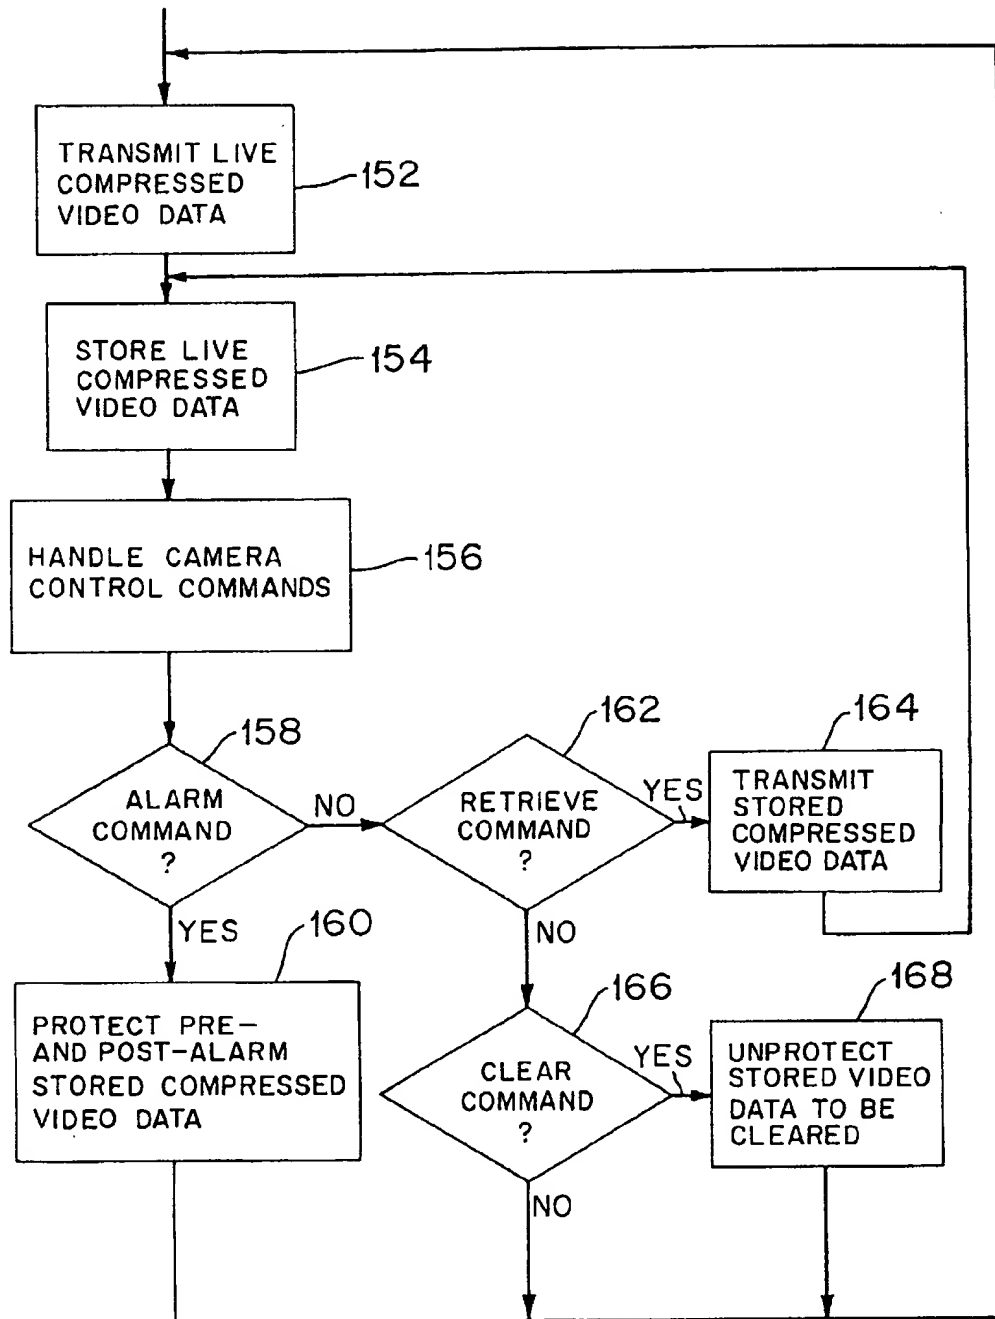 TRANSMIT LIVE
COMPRESSED
VIDEO DATA
152
STORE LIVE
COMPRESSED
VIDEO DATA
154
HANDLE CAMERA
CONTROL COMMANDS
156
ALARM
COMMAND
?
158
NO
YES
RETRIEVE
COMMAND
?
162
YES
NO
TRANSMIT
STORED
COMPRESSED
VIDEO DATA
164
PROTECT PRE-
AND POST-ALARM
STORED COMPRESSED
VIDEO DATA
160
CLEAR
COMMAND
?
166
YES
NO
UNPROTECT
STORED VIDEO
DATA TO BE
CLEARED
168